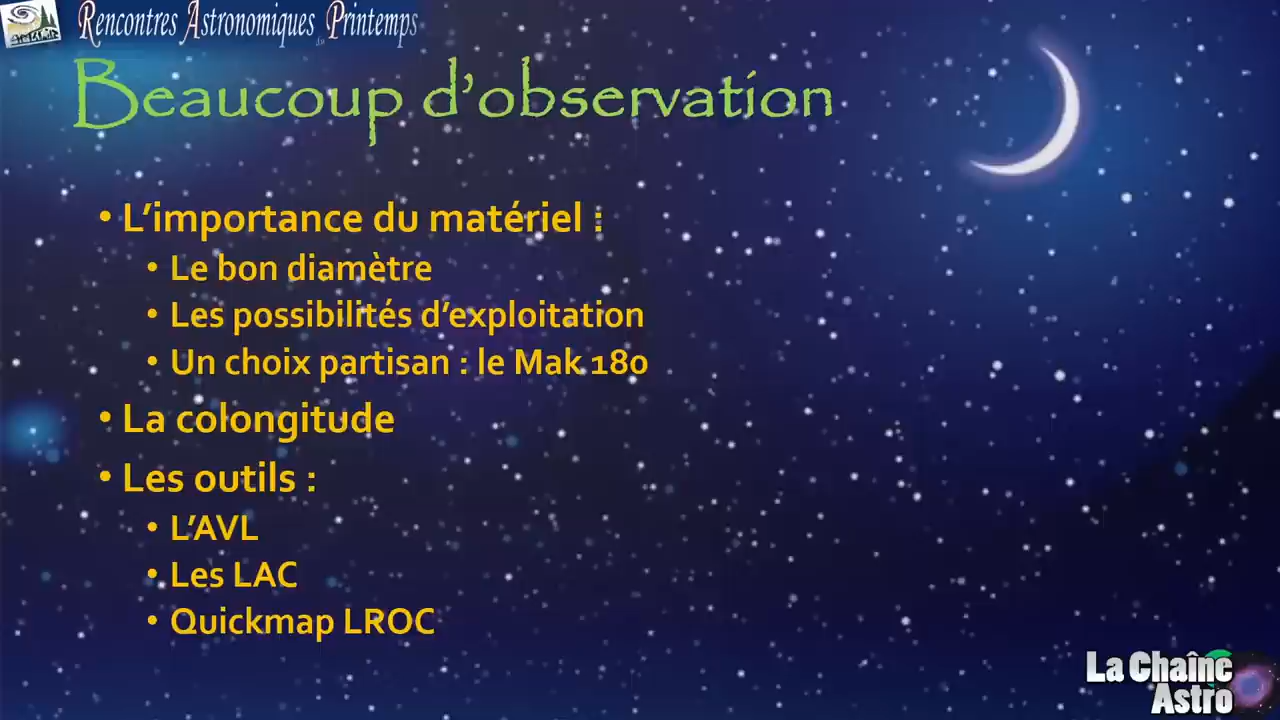 Rencontres Astronomiques du Printemps
Beaucoup d’observation
• L’importance du matériel :
• Le bon diamètre
• Les possibilités d’exploitation
• Un choix partisan : le Mak 180
• La colongitude
• Les outils :
• L’AVL
• Les LAC
• Quickmap LROC
La Chaîne
Astro